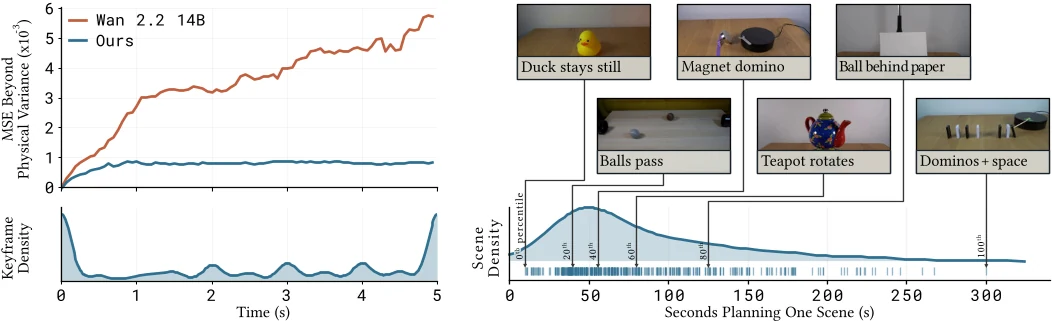 6
5
4
3
2
1
0
MSE Beyond
Physical Variance (x10³)
Wan 2.2 14B
Ours
Keyframe
Density
0 1 2 3 4 5
Time (s)
Duck stays still
Magnet domino
Ball behind paper
Balls pass
Teapot rotates
Dominos + space
Scene
Density
0th percentile
20th
40th
60th
80th
100th
0 50 100 150 200 250 300
Seconds Planning One Scene (s)